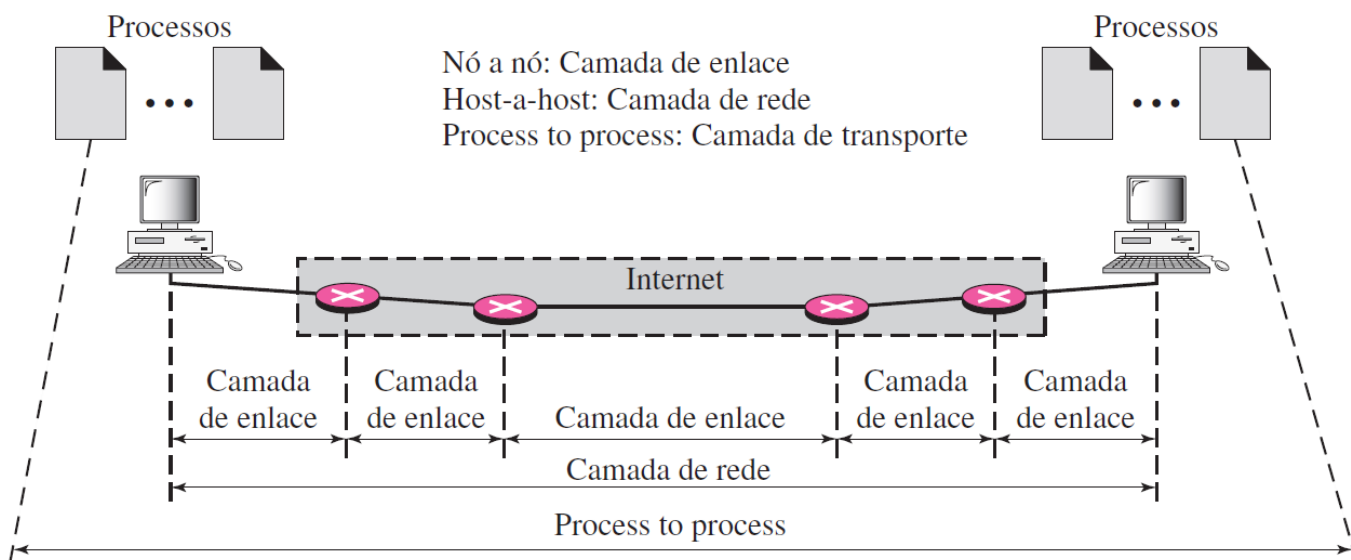 Processos
Processos
Nó a nó: Camada de enlace
Host-a-host: Camada de rede
Process to process: Camada de transporte
Internet
Camada
de enlace
Camada
de enlace
Camada de enlace
Camada
de enlace
Camada
de enlace
Camada de rede
Process to process